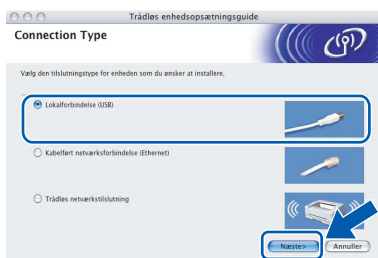 Trådløs enhedsopsætningsguide
Connection Type
Vælg den tilslutningstype for enheden som du ønsker at installere.
Lokalforbindelse (USB)
Kabelført netværksforbindelse (Ethernet)
Trådløs netværkstilslutning
Næste> Annuller